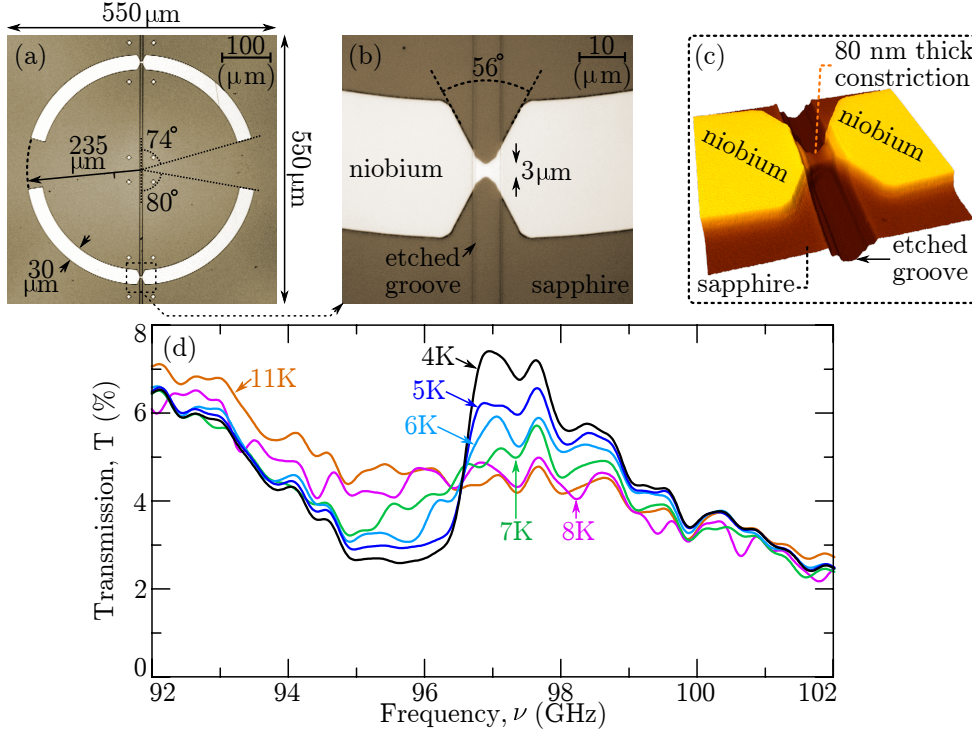 550 μm
(a)
100
(μm)
235
μm
74°
80°
30
μm
550 μm
(b)
10
(μm)
56°
niobium
3 μm
etched
groove
sapphire
(c)
80 nm thick
constriction
niobium
niobium
etched
groove
sapphire
(d)
8
6
4
2
0
Transmission, T (%)
11K
4K
5K
6K
7K
8K
92
94
96
98
100
102
Frequency, ν (GHz)